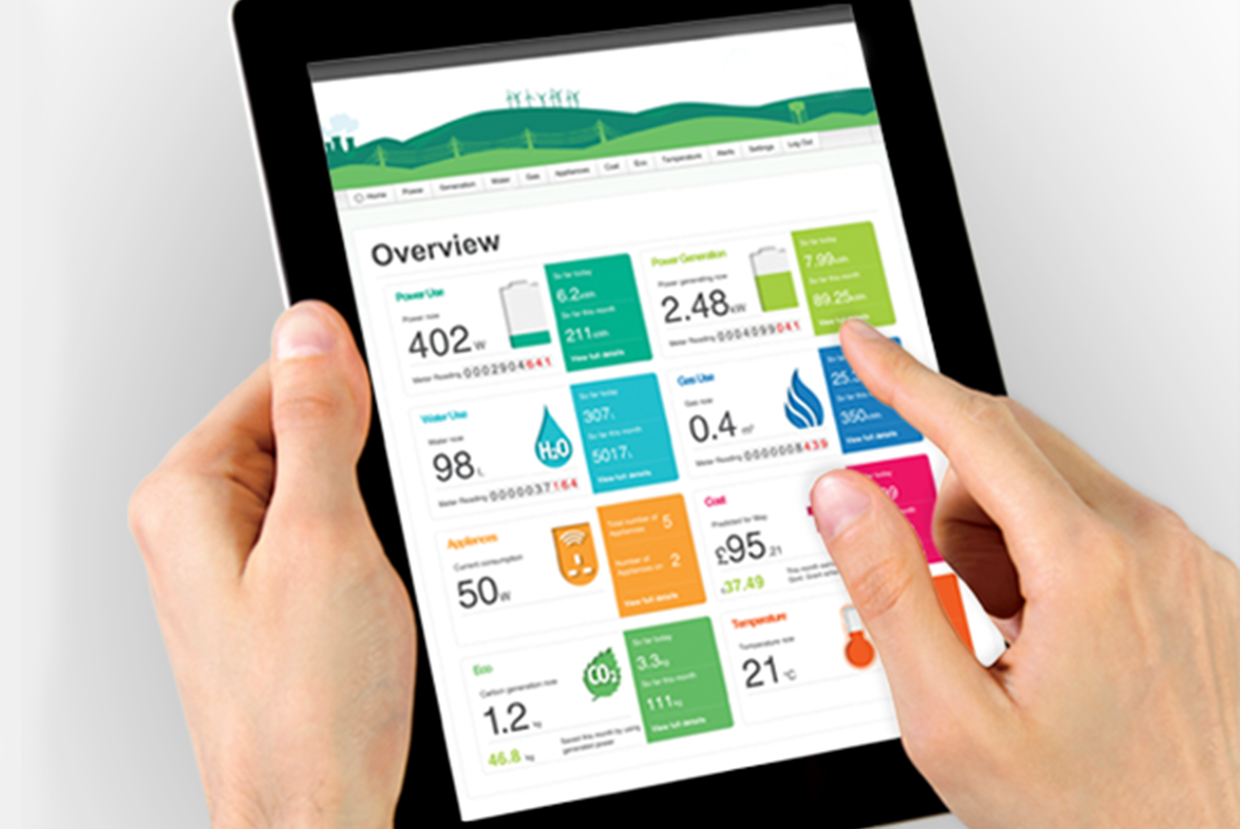 Home Power Generation Water Gas Appliances Cost Eco Temperature Alerts Settings Log Out
Overview
Power Use
Power now
402 W
Meter Reading 0002904641
So far today
6.2 kWh
So far this month
211 kWh
View full details
Power Generation
Power generating now
2.48 kW
Meter Reading 0004099041
So far today
7.99 kWh
So far this month
89.25 kWh
View full details
Water Use
Water now
98 L
Meter Reading 0000037164
H₂O
So far today
307 L
So far this month
5017 L
View full details
Gas Use
Gas now
0.4 m³
Meter Reading 0000008439
25.
So far this month
350 kWh
View full details
Appliances
Current consumption
50 W
Total number of
Appliances 5
Number of
Appliances on 2
View full details
Cost
Predicted for May
£95.21
£37.49
This month
today
Eco
Carbon generation now
1.2 kg
46.8 kg
Saved this month by using
generation power
CO₂
So far today
3.3 kg
So far this month
111 kg
View full details
Temperature
Temperature now
21 °C